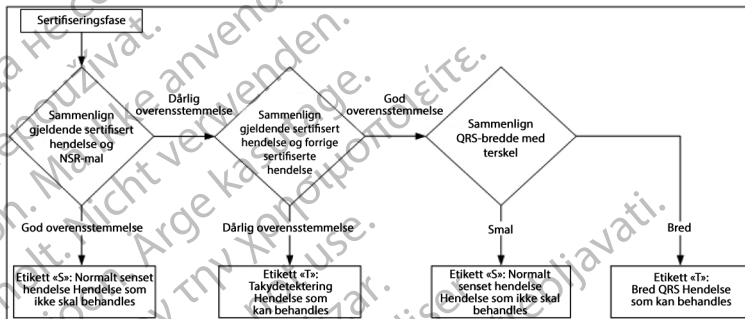 Sertifiseringsfase
Sammenlign
gjeldende sertifisert
hendelse og
NSR-mal
Dårlig
overensstemmelse
Sammenlign
gjeldende sertifisert
hendelse og forrige
sertifiserte
hendelse
God
overensstemmelse
Sammenlign
QRS-bredde med
terskel
God overensstemmelse
Dårlig overensstemmelse
Smal
Bred
Etikett «S»: Normalt senset
hendelse Hendelse som
ikke skal behandles
Etikett «T»:
Takydetektering
Hendelse som
kan behandles
Etikett «S»: Normalt
senset hendelse
Hendelse som ikke skal
behandles
Etikett «T»:
Bred QRS Hendelse
som kan behandles